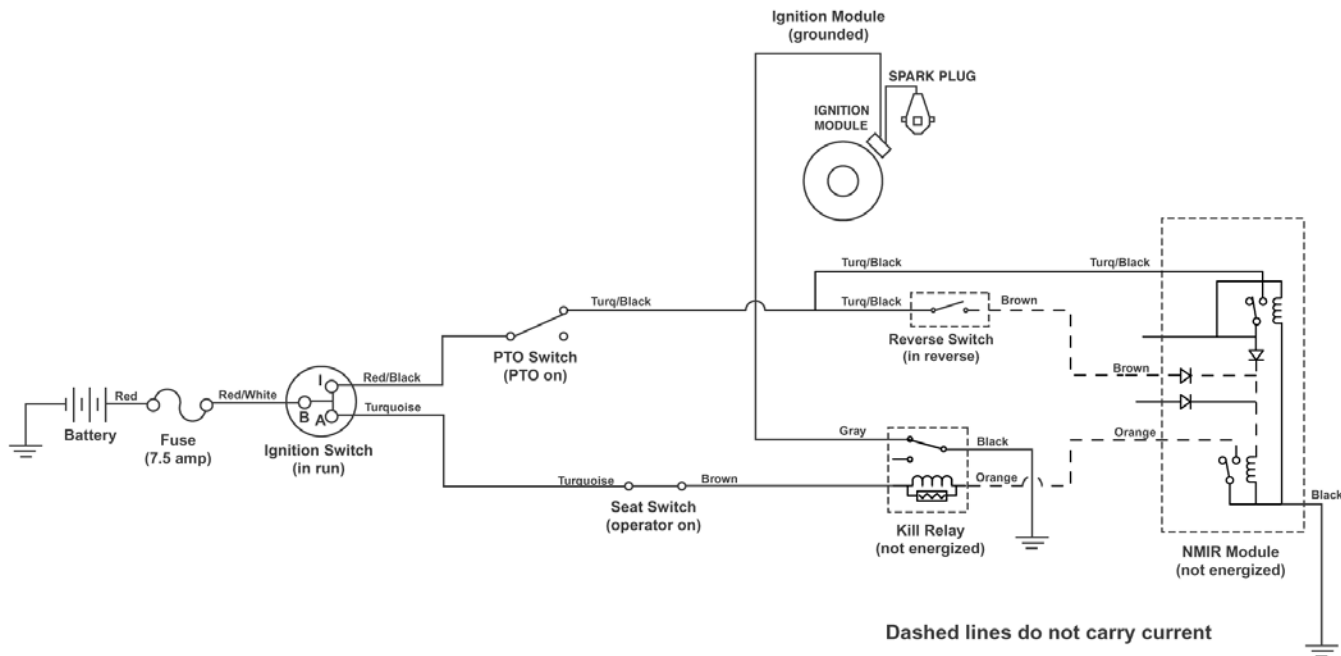 Ignition Module
(grounded)
SPARK PLUG
IGNITION
MODULE
Turq/Black
Turq/Black
Turq/Black
Turq/Black
Brown
Reverse Switch
(in reverse)
PTO Switch
(PTO on)
Red/Black
Brown
Red
Red/White
I
B
A
Turquoise
Battery
Fuse
(7.5 amp)
Ignition Switch
(in run)
Gray
Black
Orange
Turquoise
Brown
Orange
Seat Switch
(operator on)
Kill Relay
(not energized)
Black
NMIR Module
(not energized)
Dashed lines do not carry current